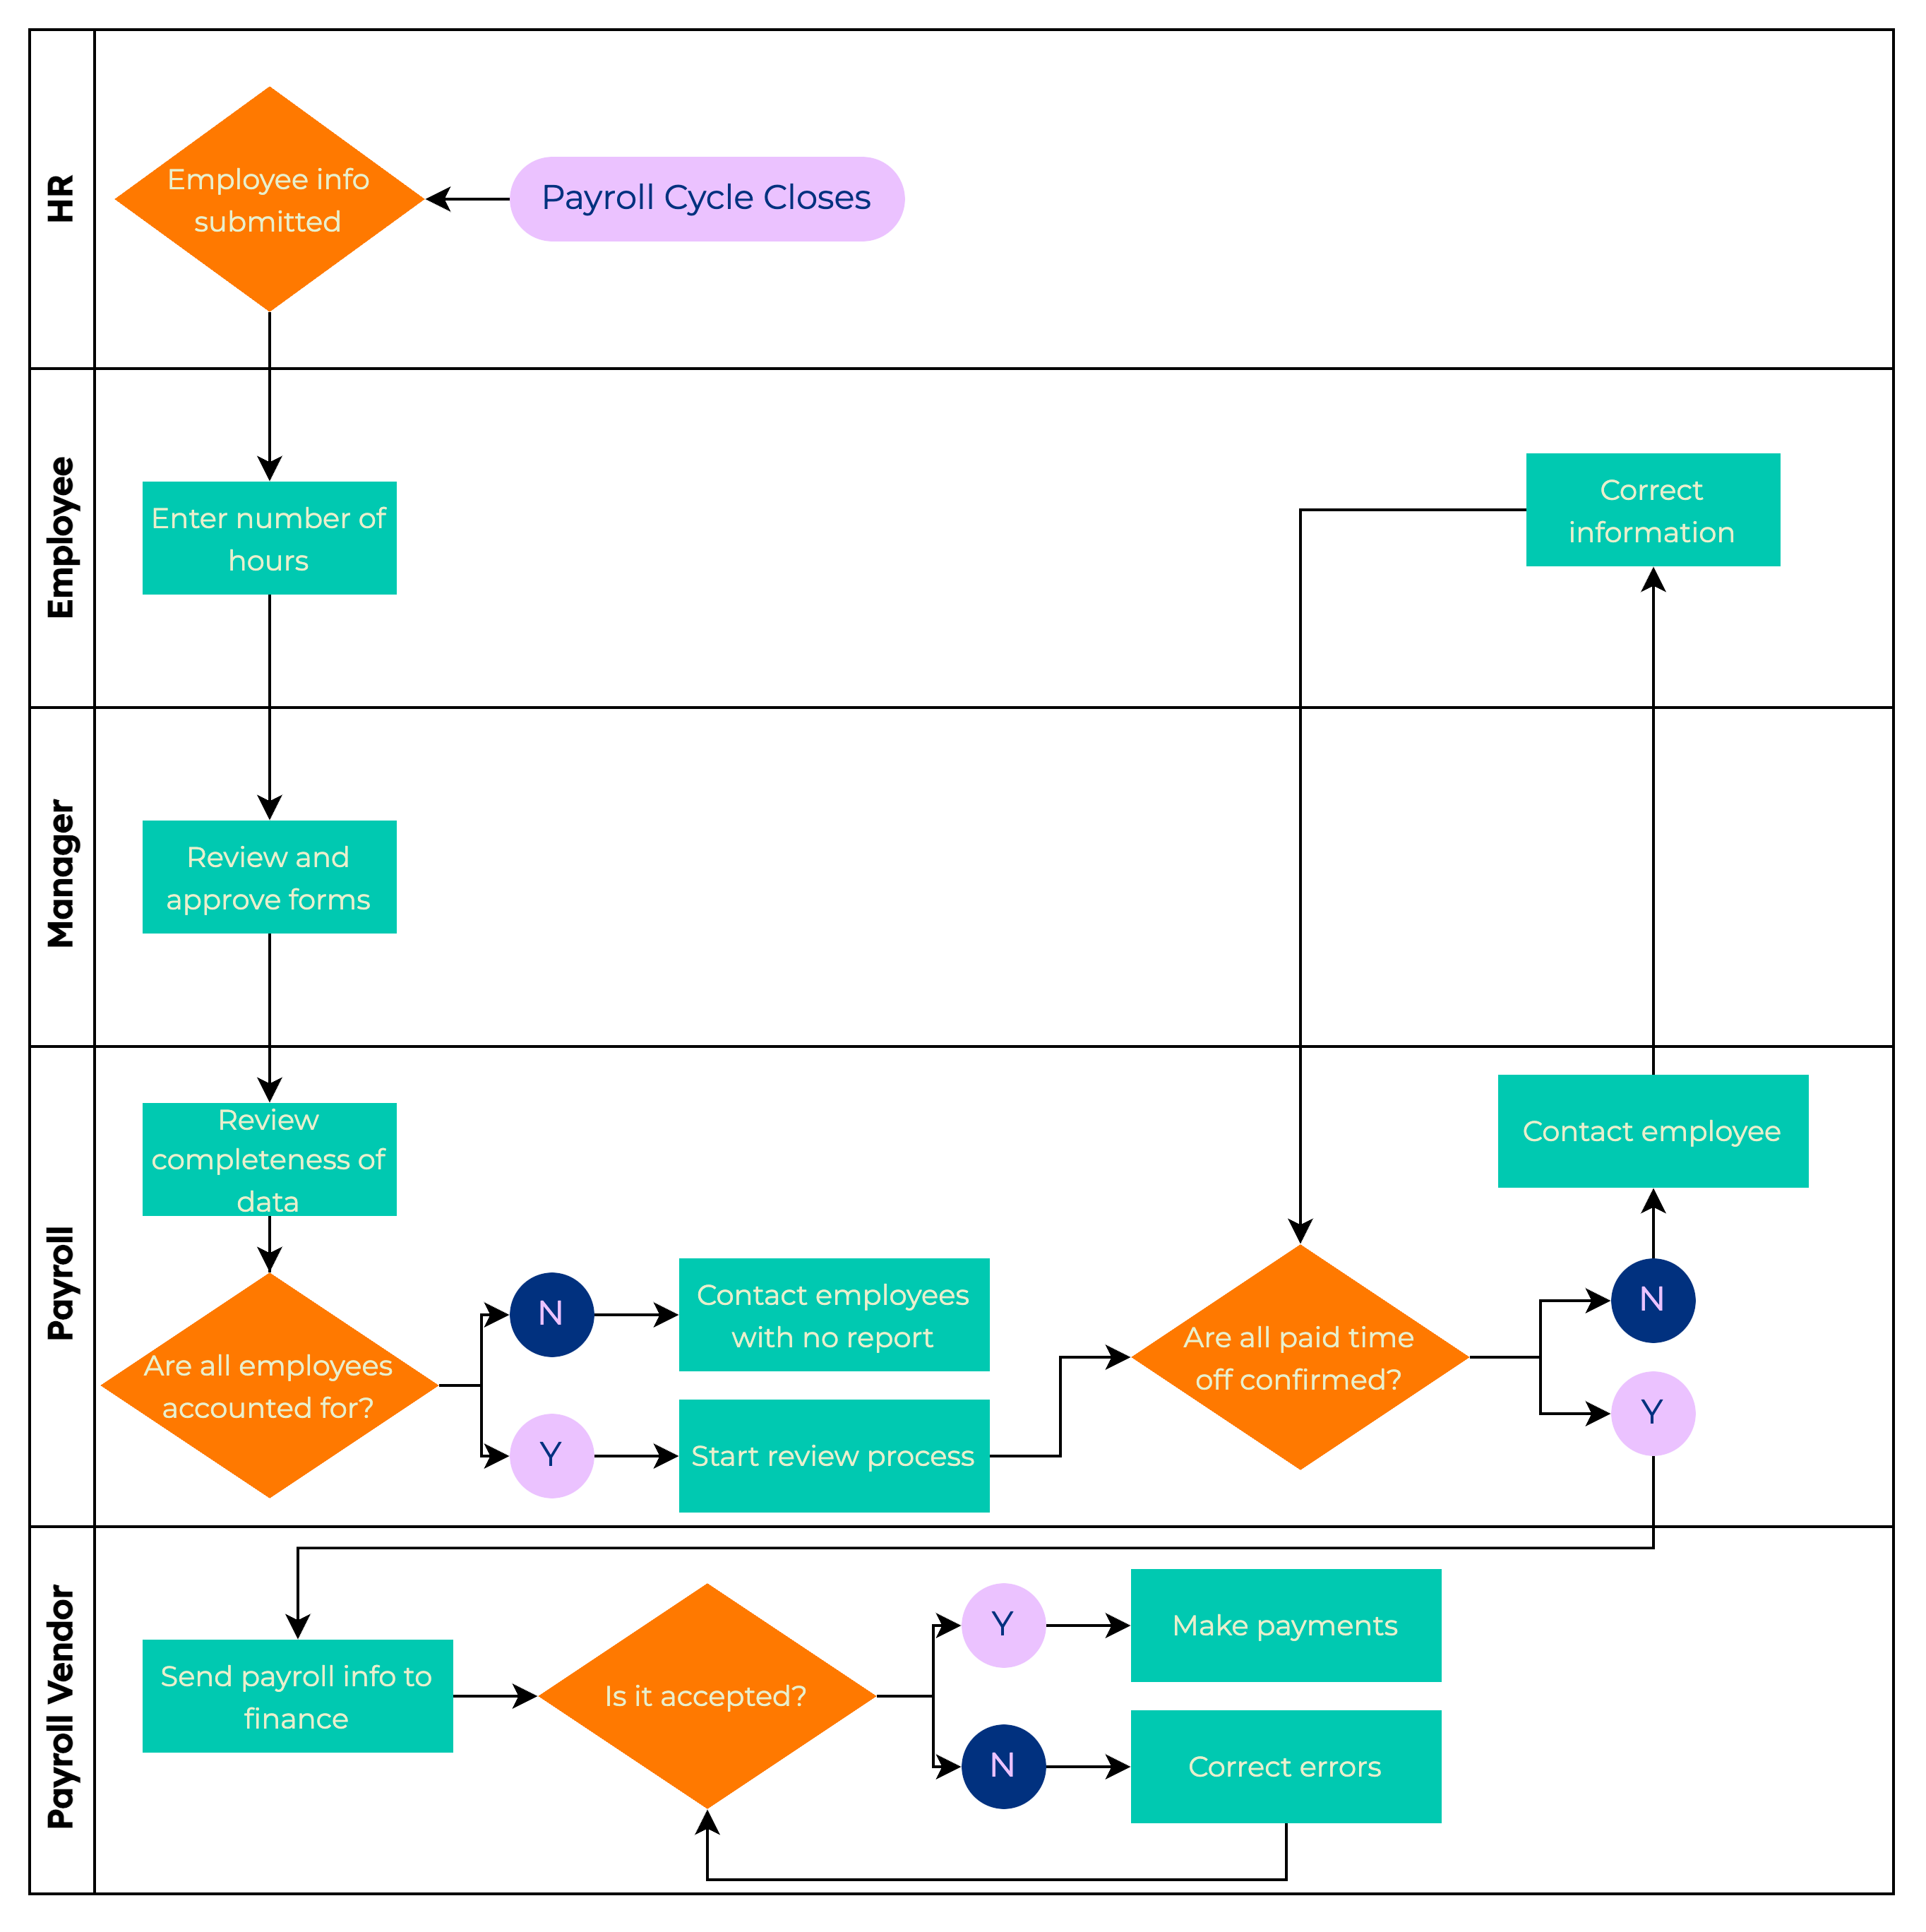 HR
Employee info
submitted
Payroll Cycle Closes
Employee
Enter number of
hours
Correct
information
Manager
Review and
approve forms
Payroll
Review
completeness of
data
Are all employees
accounted for?
N
Contact employees
with no report
Y
Start review process
Are all paid time
off confirmed?
Contact employee
N
Y
Payroll Vendor
Send payroll info to
finance
Is it accepted?
Y
Make payments
N
Correct errors